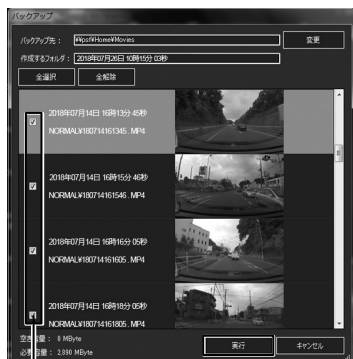 バックアップ
バックアップ先： ¥¥psf¥Home¥Movies 変更
作成するフォルダ： 2018年07月26日 10時15分 03秒
全選択 全解除
2018年07月14日 16時13分 45秒
NORMAL¥180714161345 . MP4
2018年07月14日 16時15分 46秒
NORMAL¥180714161546 . MP4
2018年07月14日 16時16分 05秒
NORMAL¥180714161605 . MP4
2018年07月14日 16時18分 05秒
NORMAL¥180714161805 . MP4
空き容量： 0 MByte
必要容量： 2,890 MByte
実行 キャンセル